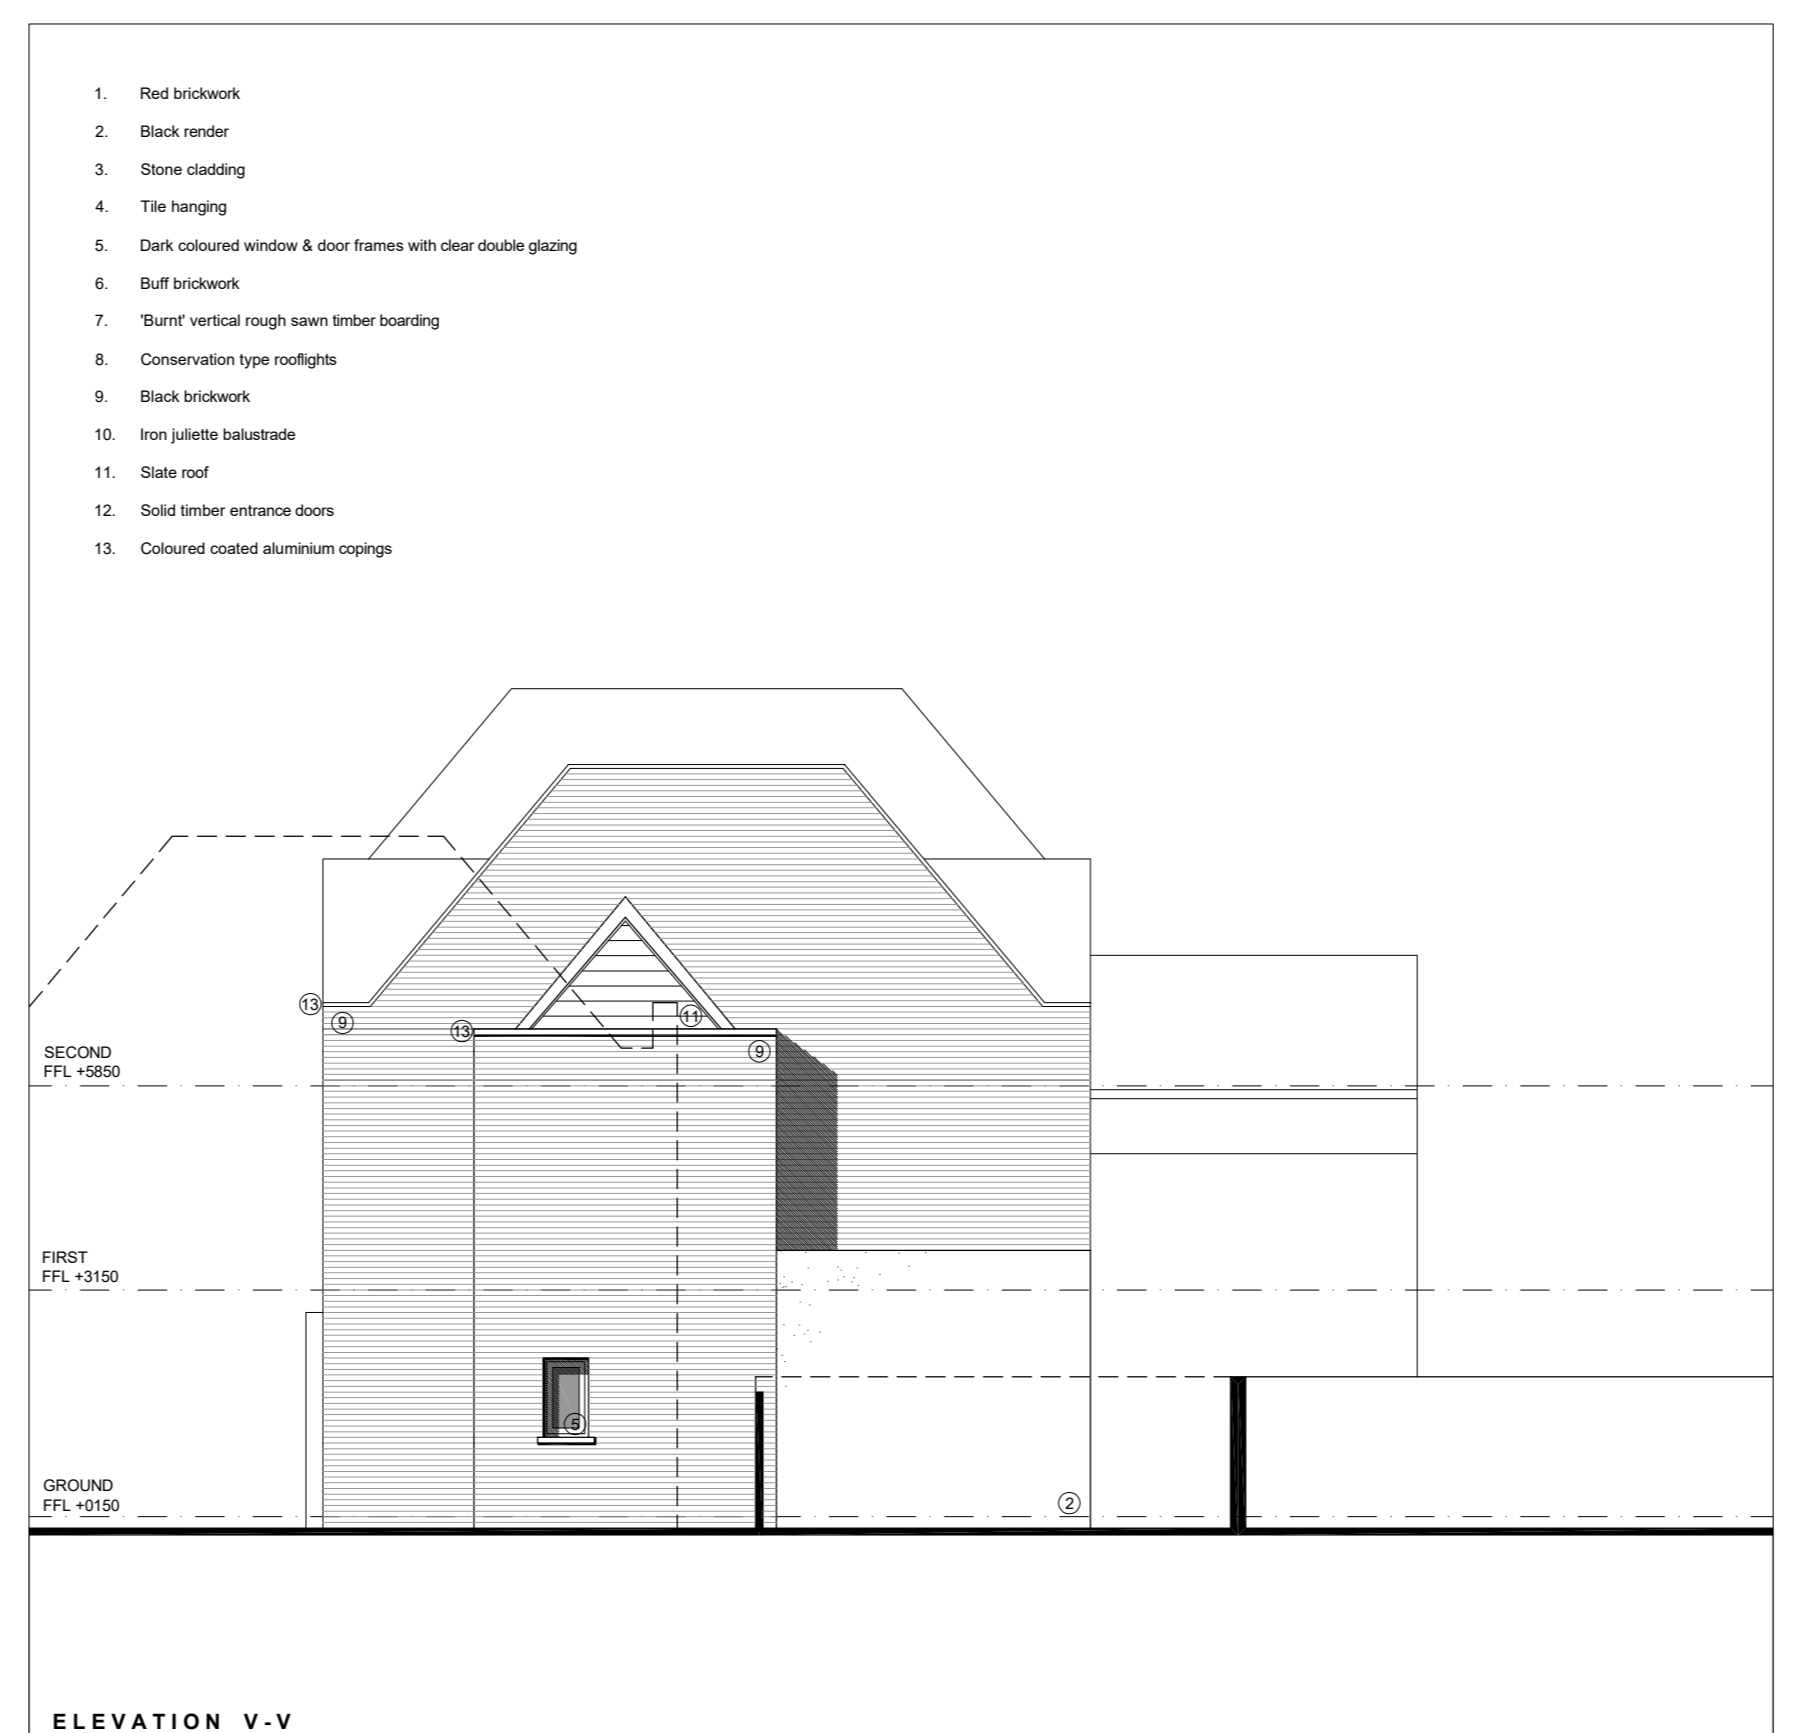 1. Red brickwork
2. Black render
3. Stone cladding
4. Tile hanging
5. Dark coloured window & door frames with clear double glazing
6. Buff brickwork
7. 'Burnt' vertical rough sawn timber boarding
8. Conservation type rooflights
9. Black brickwork
10. Iron juliette balustrade
11. Slate roof
12. Solid timber entrance doors
13. Coloured coated aluminium copings
13
9
13
11
9
SECOND
FFL +5850
FIRST
FFL +3150
5
GROUND
FFL +0150
2
ELEVATION V-V